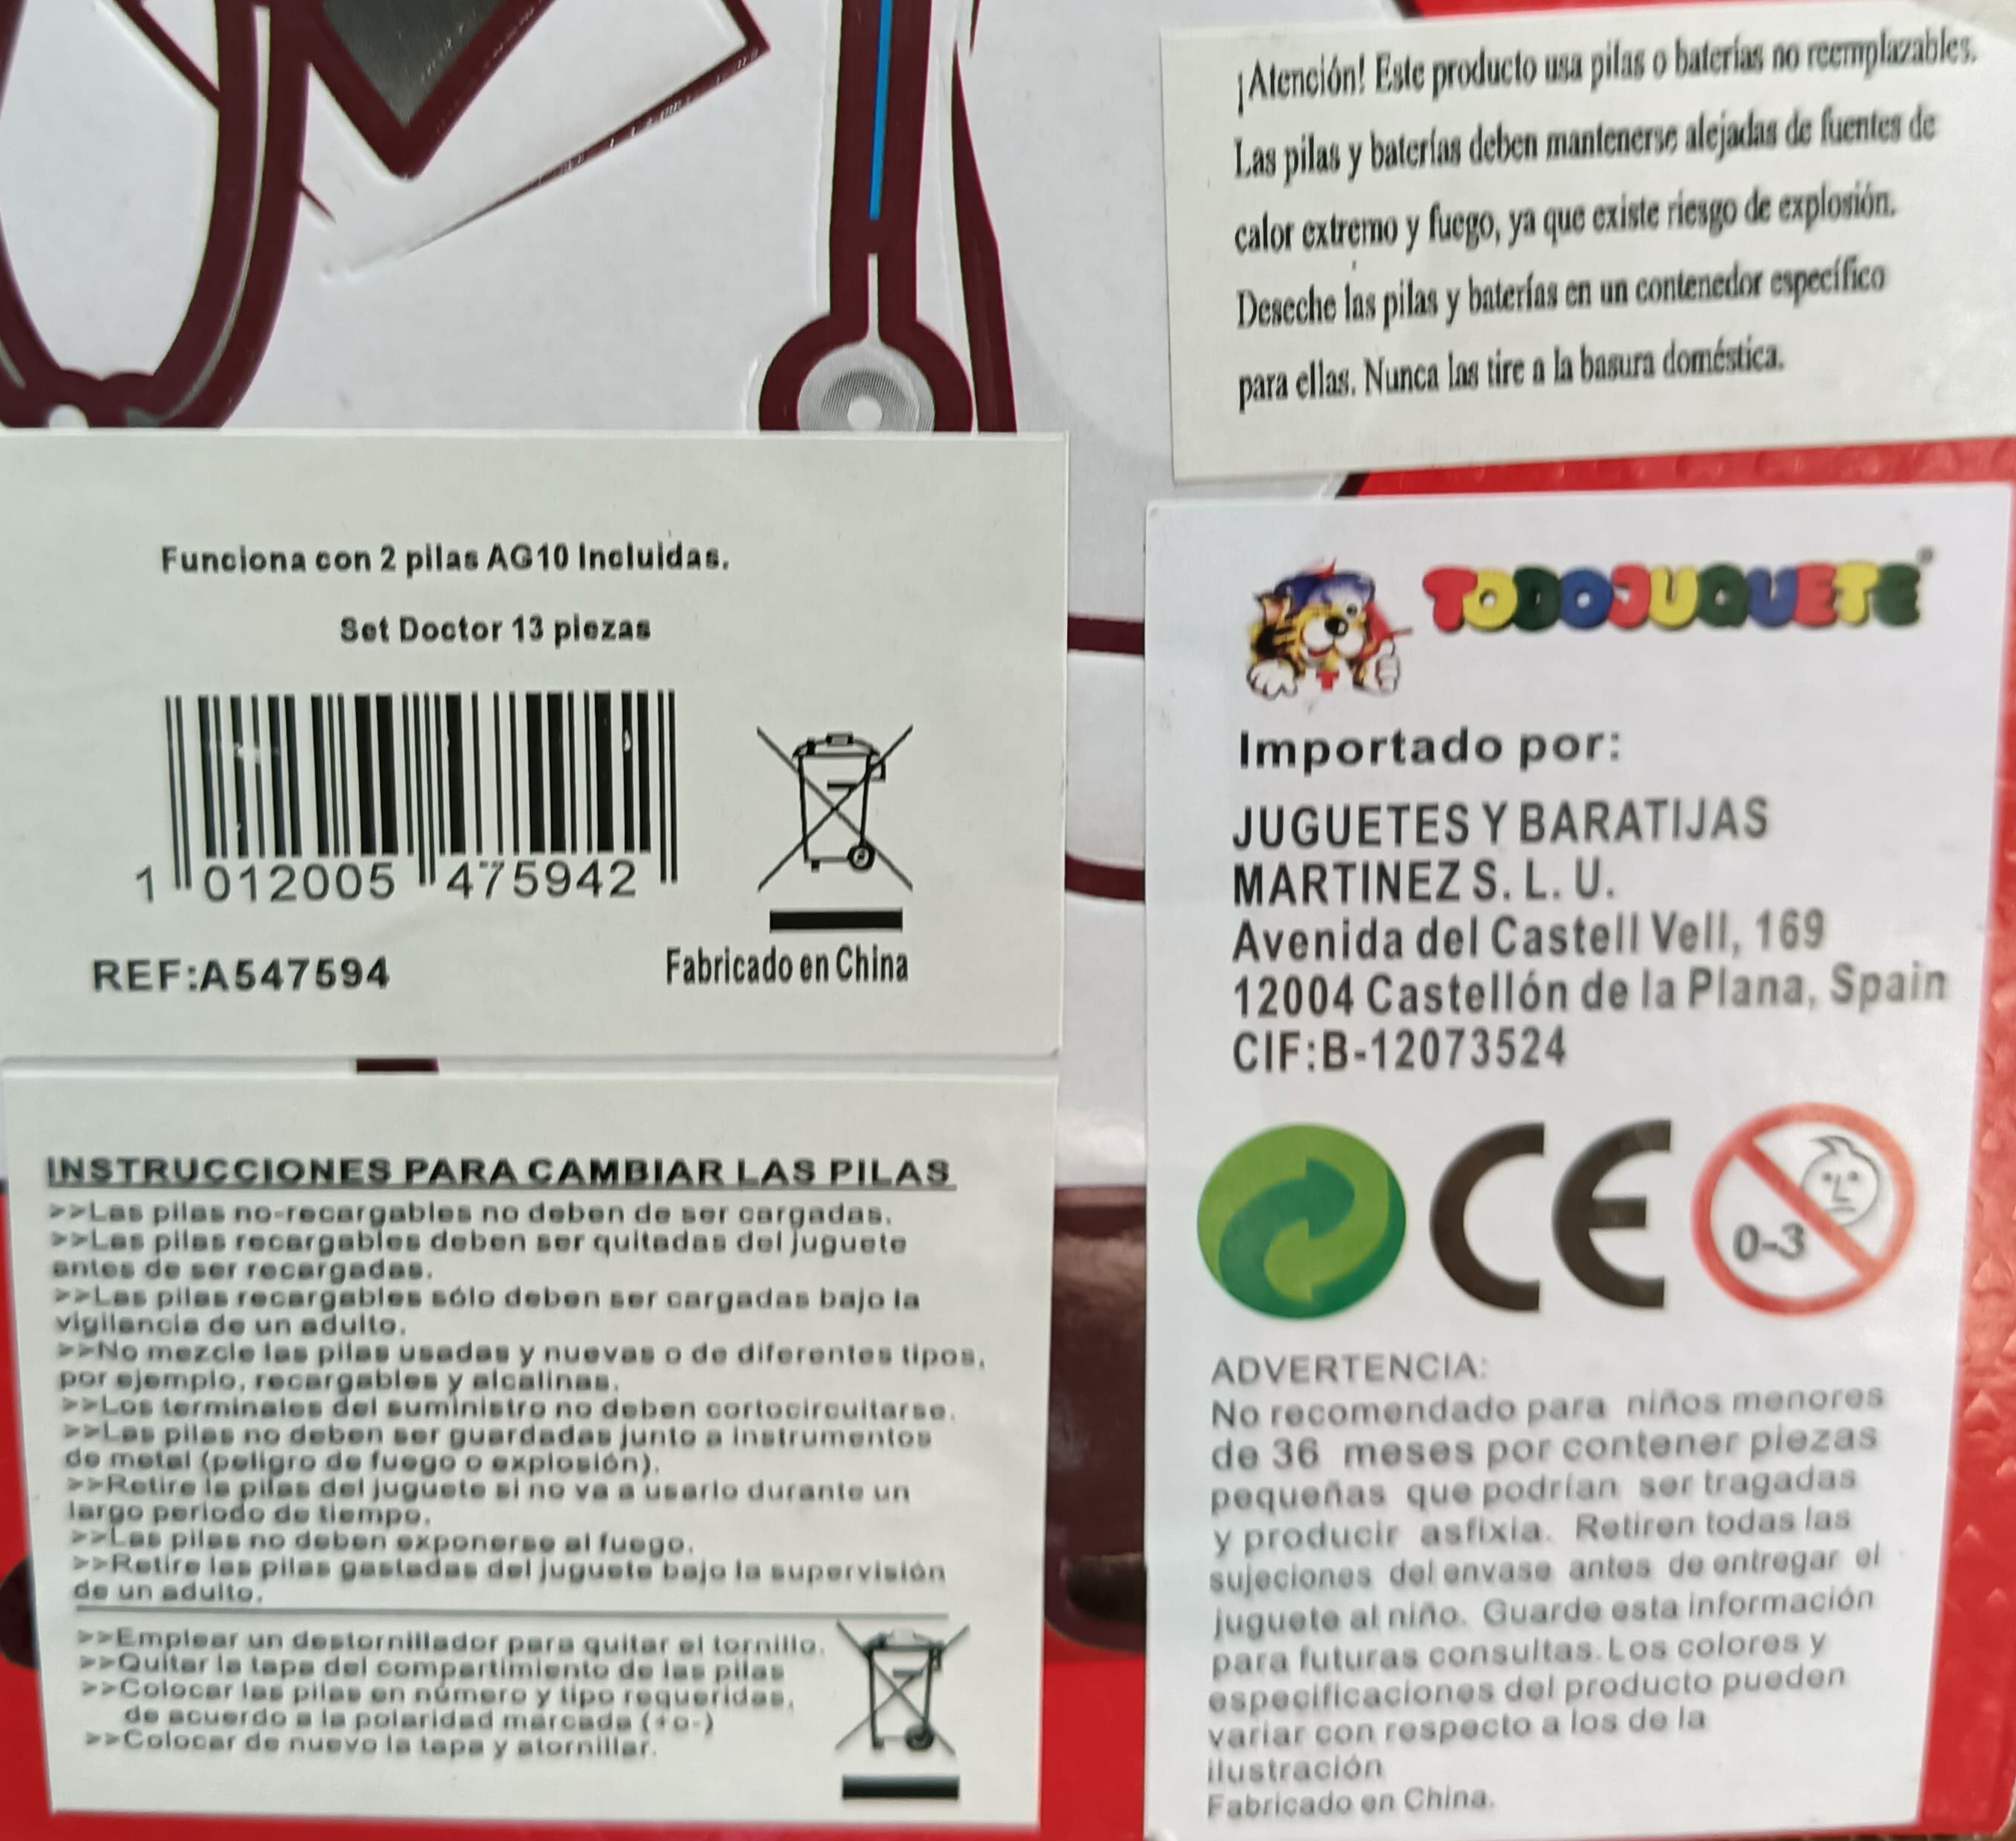 ¡Atención! Este producto usa pilas o baterías no reemplazables.
Las pilas y baterías deben mantenerse alejadas de fuentes de
calor extremo y fuego, ya que existe riesgo de explosión.
Deseche las pilas y baterías en un contenedor específico
para ellas. Nunca las tire a la basura doméstica.
Funciona con 2 pilas AG10 Incluidas.
Set Doctor 13 piezas
1 012005 475942
REF:A547594
Fabricado en China
INSTRUCCIONES PARA CAMBIAR LAS PILAS
>>Las pilas no-recargables no deben de ser cargadas.
>>Las pilas recargables deben ser quitadas del juguete
antes de ser recargadas.
>>Las pilas recargables sólo deben ser cargadas bajo la
vigilancia de un adulto.
>>No mezcle las pilas usadas y nuevas o de diferentes tipos,
por ejemplo, recargables y alcalinas.
>>Los terminales del suministro no deben cortocircuitarse.
>>Las pilas no deben ser guardadas junto a instrumentos
de metal (peligro de fuego o explosión).
>>Retire la pilas del juguete si no va a usarlo durante un
largo periodo de tiempo.
>>Las pilas no deben exponerse al fuego.
>>Retire las pilas gastadas del juguete bajo la supervisión
de un adulto.
>>Emplear un destornillador para quitar el tornillo.
>>Quitar la tapa del compartimiento de las pilas
>>Colocar las pilas en número y tipo requeridas,
de acuerdo a la polaridad marcada (+o-)
>>Colocar de nuevo la tapa y atornillar.
TODOJUQUETE®
Importado por:
JUGUETES Y BARATIJAS
MARTINEZ S. L. U.
Avenida del Castell Vell, 169
12004 Castellón de la Plana, Spain
CIF:B-12073524
CE
0-3
ADVERTENCIA:
No recomendado para niños menores
de 36 meses por contener piezas
pequeñas que podrían ser tragadas
y producir asfixia. Retiren todas las
sujeciones del envase antes de entregar el
juguete al niño. Guarde esta información
para futuras consultas. Los colores y
especificaciones del producto pueden
variar con respecto a los de la
ilustración
Fabricado en China.